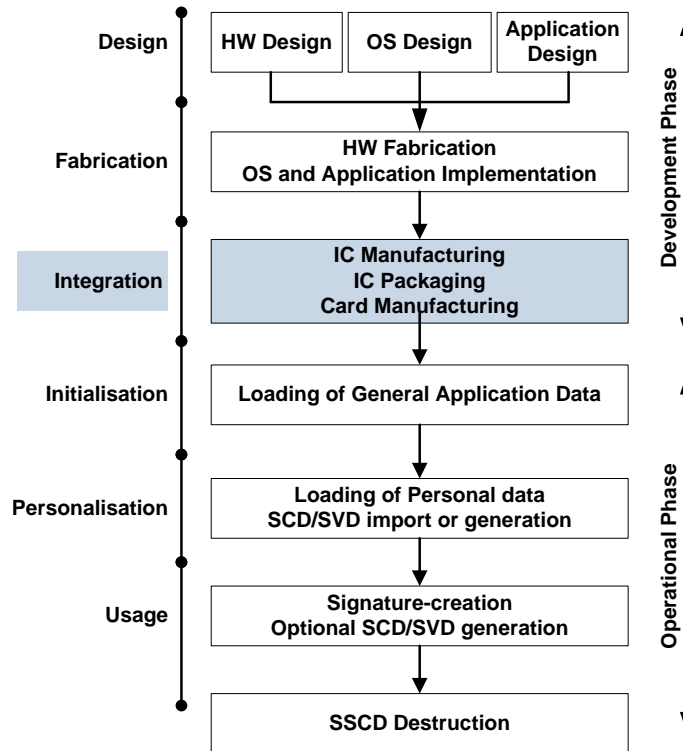 Design
HW Design
OS Design
Application
Design
Fabrication
HW Fabrication
OS and Application Implementation
Integration
IC Manufacturing
IC Packaging
Card Manufacturing
Development Phase
Initialisation
Loading of General Application Data
Personalisation
Loading of Personal data
SCD/SVD import or generation
Usage
Signature-creation
Optional SCD/SVD generation
SSCD Destruction
Operational Phase